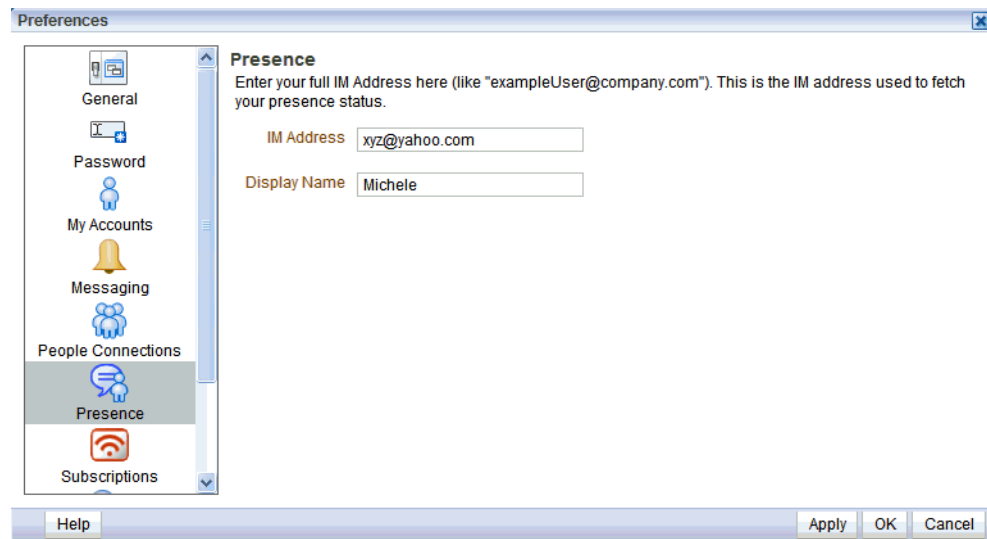 Preferences
General
Password
My Accounts
Messaging
People Connections
Presence
Subscriptions
Presence
Enter your full IM Address here (like "exampleUser@company.com"). This is the IM address used to fetch
your presence status.
IM Address xyz@yahoo.com
Display Name Michele
Help Apply OK Cancel